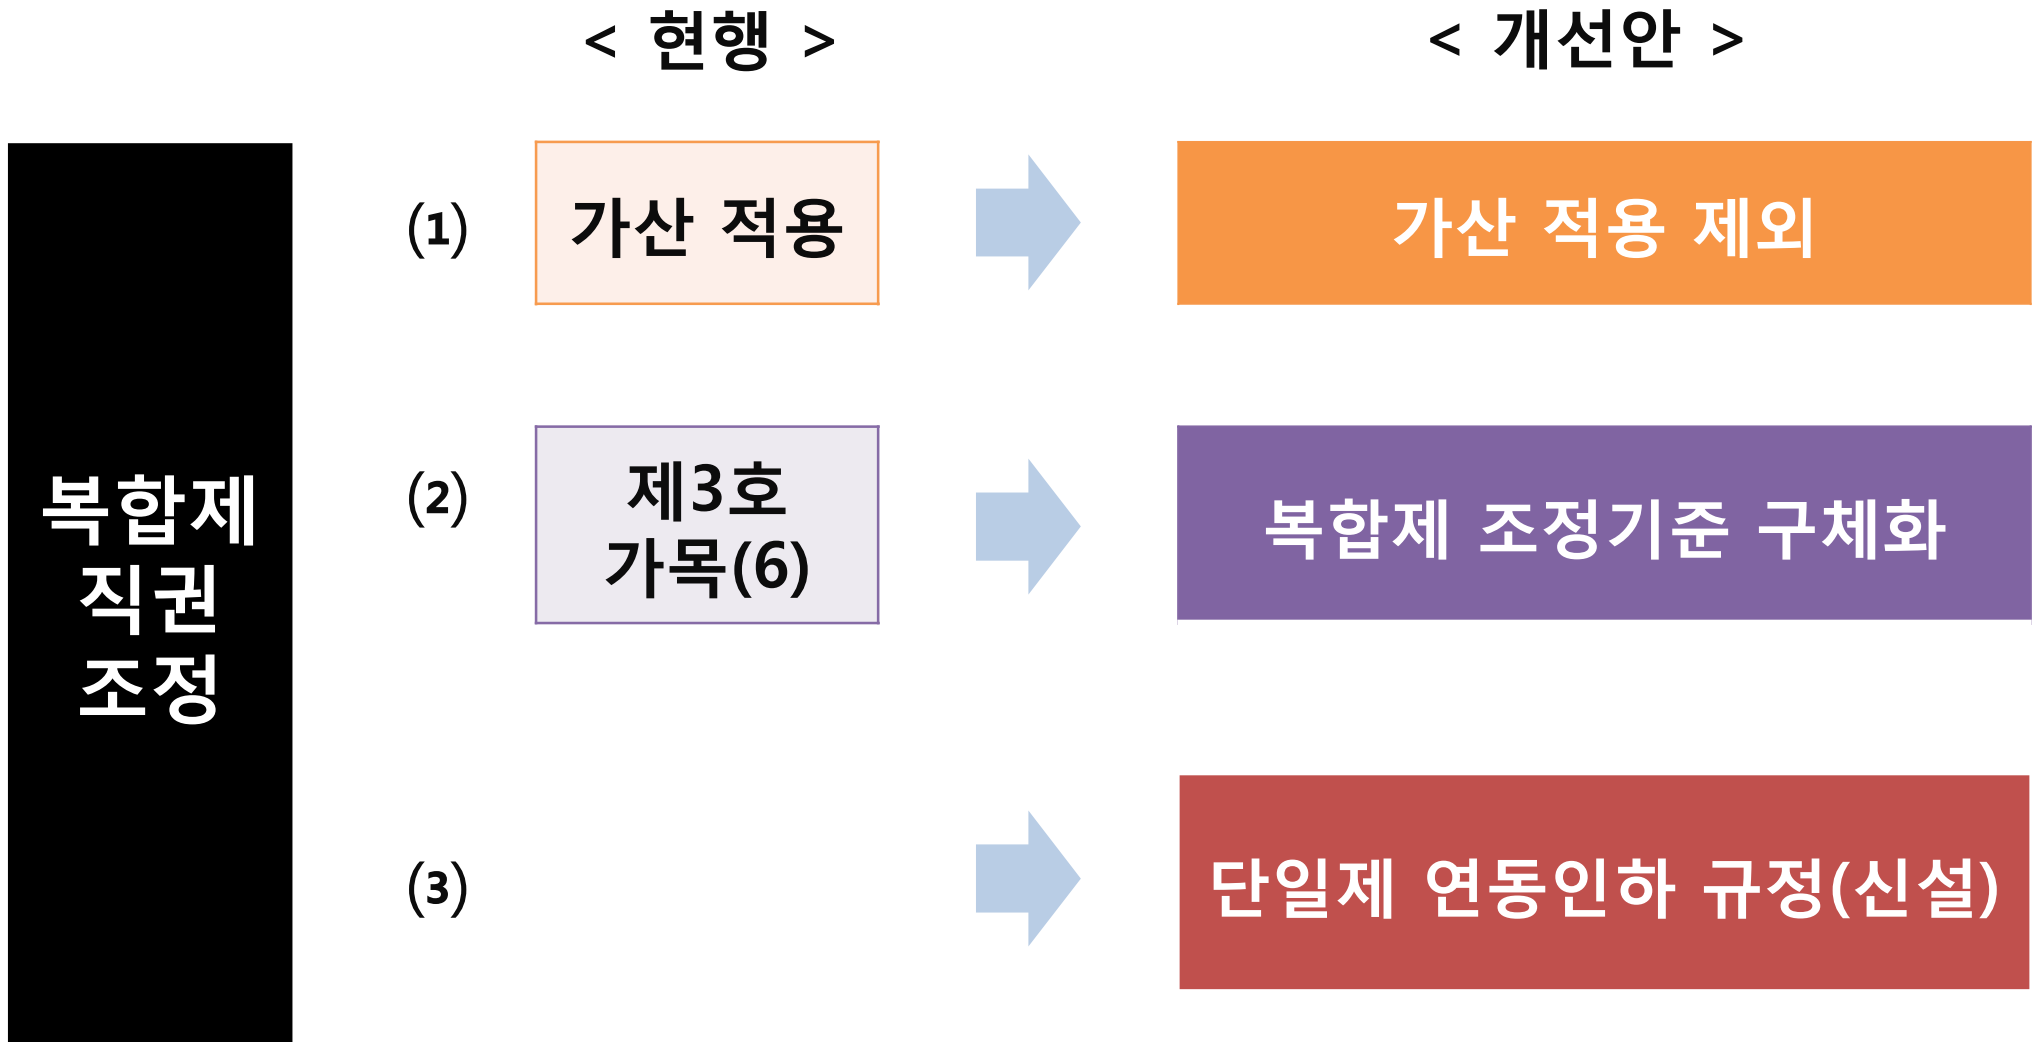 < 현행 >
< 개선안 >
복합제
직권
조정
(1)
가산 적용
가산 적용 제외
(2)
제3호
가목(6)
복합제 조정기준 구체화
(3)
단일제 연동인하 규정(신설)